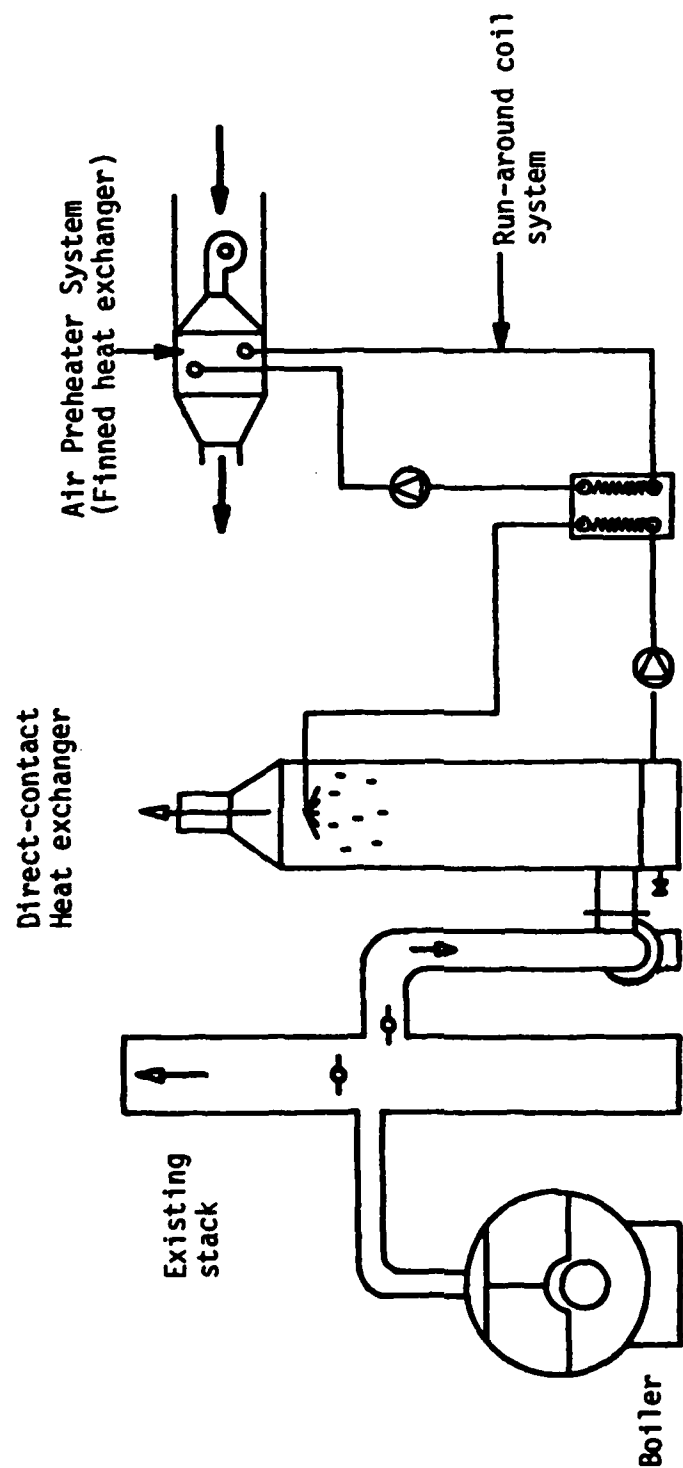 Air Preheater System
(Finned heat exchanger)
Run-around coil
system
Direct-contact
Heat exchanger
Existing
stack
Boiler